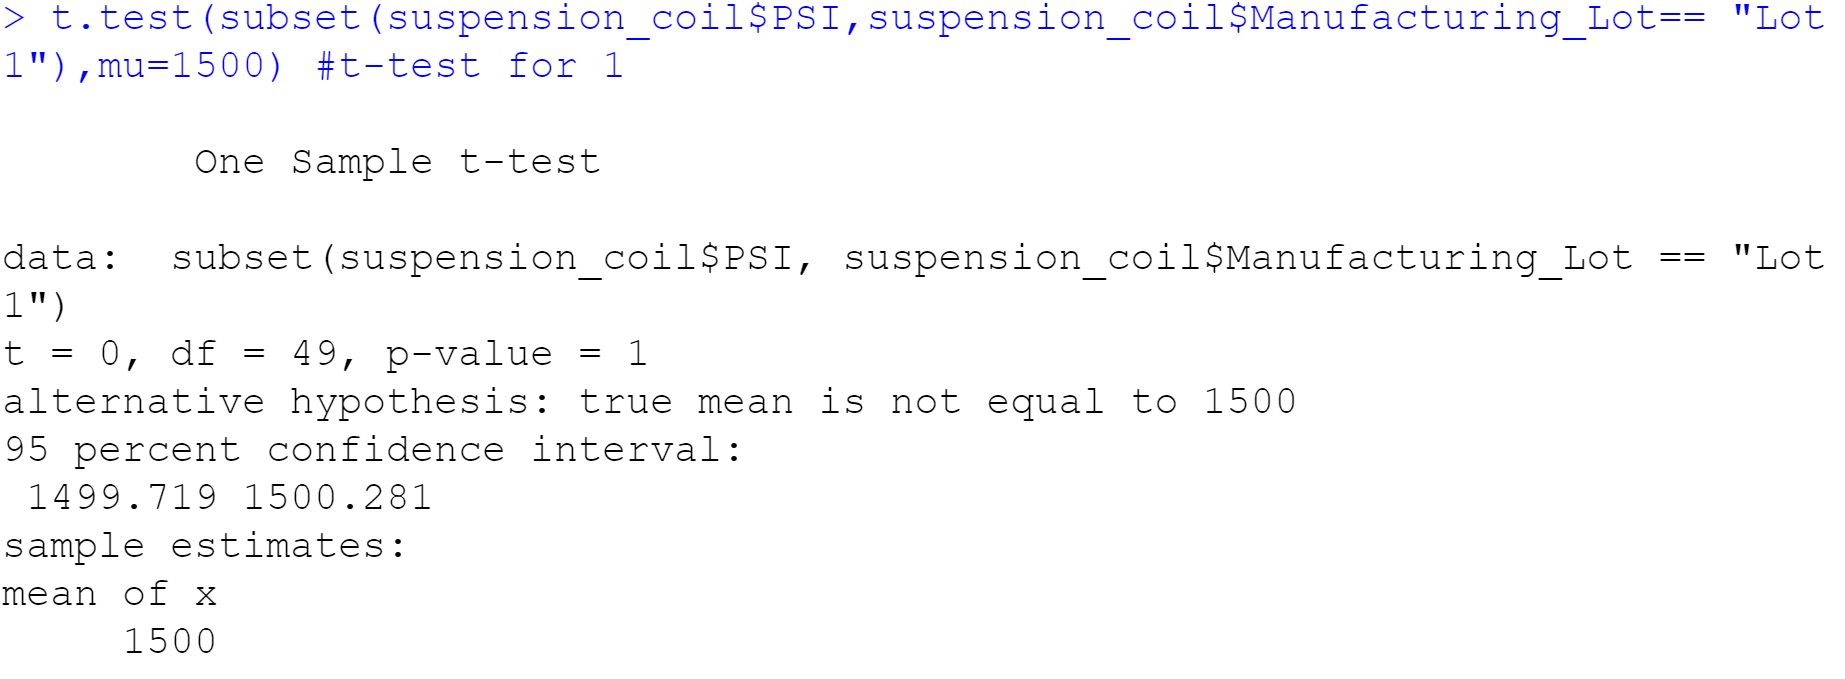 > t.test(subset(suspension_coil$PSI,suspension_coil$Manufacturing_Lot== "Lot
1"),mu=1500) #t-test for 1
One Sample t-test
data:  subset(suspension_coil$PSI, suspension_coil$Manufacturing_Lot == "Lot
1")
t = 0, df = 49, p-value = 1
alternative hypothesis: true mean is not equal to 1500
95 percent confidence interval:
1499.719 1500.281
sample estimates:
mean of x
1500